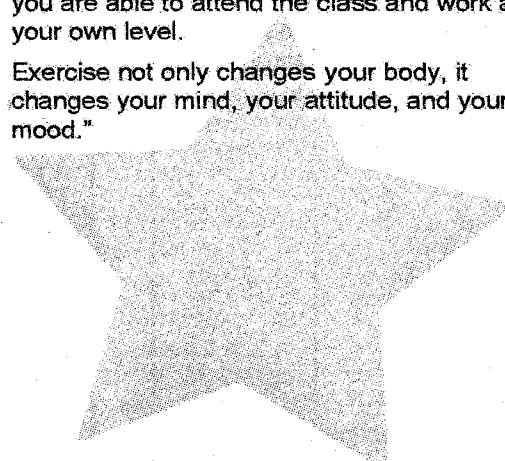 you are able to attend the class and work a
your own level.
Exercise not only changes your body, it
changes your mind, your attitude, and your
mood."